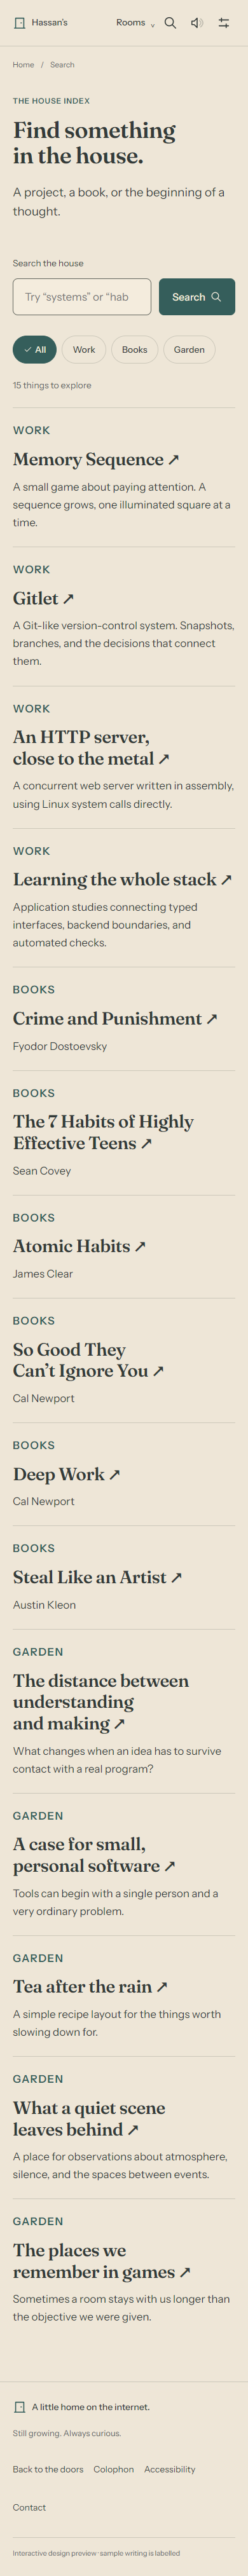 Hassan's
Rooms
Home / Search
THE HOUSE INDEX
Find something
in the house.
A project, a book, or the beginning of a
thought.
Search the house
Try “systems” or “hab
Search
All
Work
Books
Garden
15 things to explore
WORK
Memory Sequence ↗
A small game about paying attention. A
sequence grows, one illuminated square at a
time.
WORK
Gitlet ↗
A Git-like version-control system. Snapshots,
branches, and the decisions that connect
them.
WORK
An HTTP server,
close to the metal ↗
A concurrent web server written in assembly,
using Linux system calls directly.
WORK
Learning the whole stack ↗
Application studies connecting typed
interfaces, backend boundaries, and
automated checks.
BOOKS
Crime and Punishment ↗
Fyodor Dostoevsky
BOOKS
The 7 Habits of Highly
Effective Teens ↗
Sean Covey
BOOKS
Atomic Habits ↗
James Clear
BOOKS
So Good They
Can’t Ignore You ↗
Cal Newport
BOOKS
Deep Work ↗
Cal Newport
BOOKS
Steal Like an Artist ↗
Austin Kleon
GARDEN
The distance between
understanding
and making ↗
What changes when an idea has to survive
contact with a real program?
GARDEN
A case for small,
personal software ↗
Tools can begin with a single person and a
very ordinary problem.
GARDEN
Tea after the rain ↗
A simple recipe layout for the things worth
slowing down for.
GARDEN
What a quiet scene
leaves behind ↗
A place for observations about atmosphere,
silence, and the spaces between events.
GARDEN
The places we
remember in games ↗
Sometimes a room stays with us longer than
the objective we were given.
A little home on the internet.
Still growing. Always curious.
Back to the doors
Colophon
Accessibility
Contact
Interactive design preview · sample writing is labelled